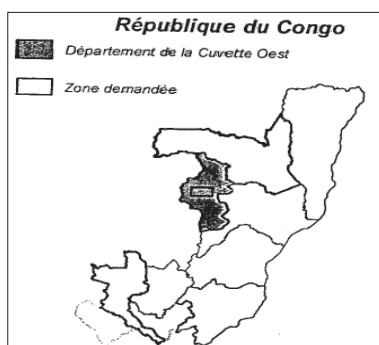 République du Congo
Département de la Cuvette Oest
Zone demandée